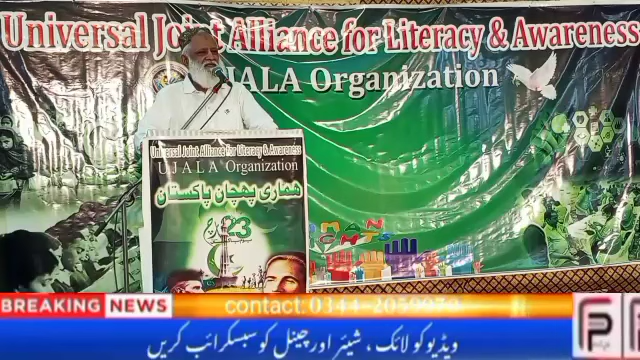 Universal Joint Alliance for Literacy & Awareness
UJALA Organization
Universal Joint Alliance for Literacy & Awareness
UJALA Organization
ہماری پہچان پاکستان
23
BREAKING NEWS
ویڈیو کو لائک ، شیئر اور چینل کو سبسکرائب کریں